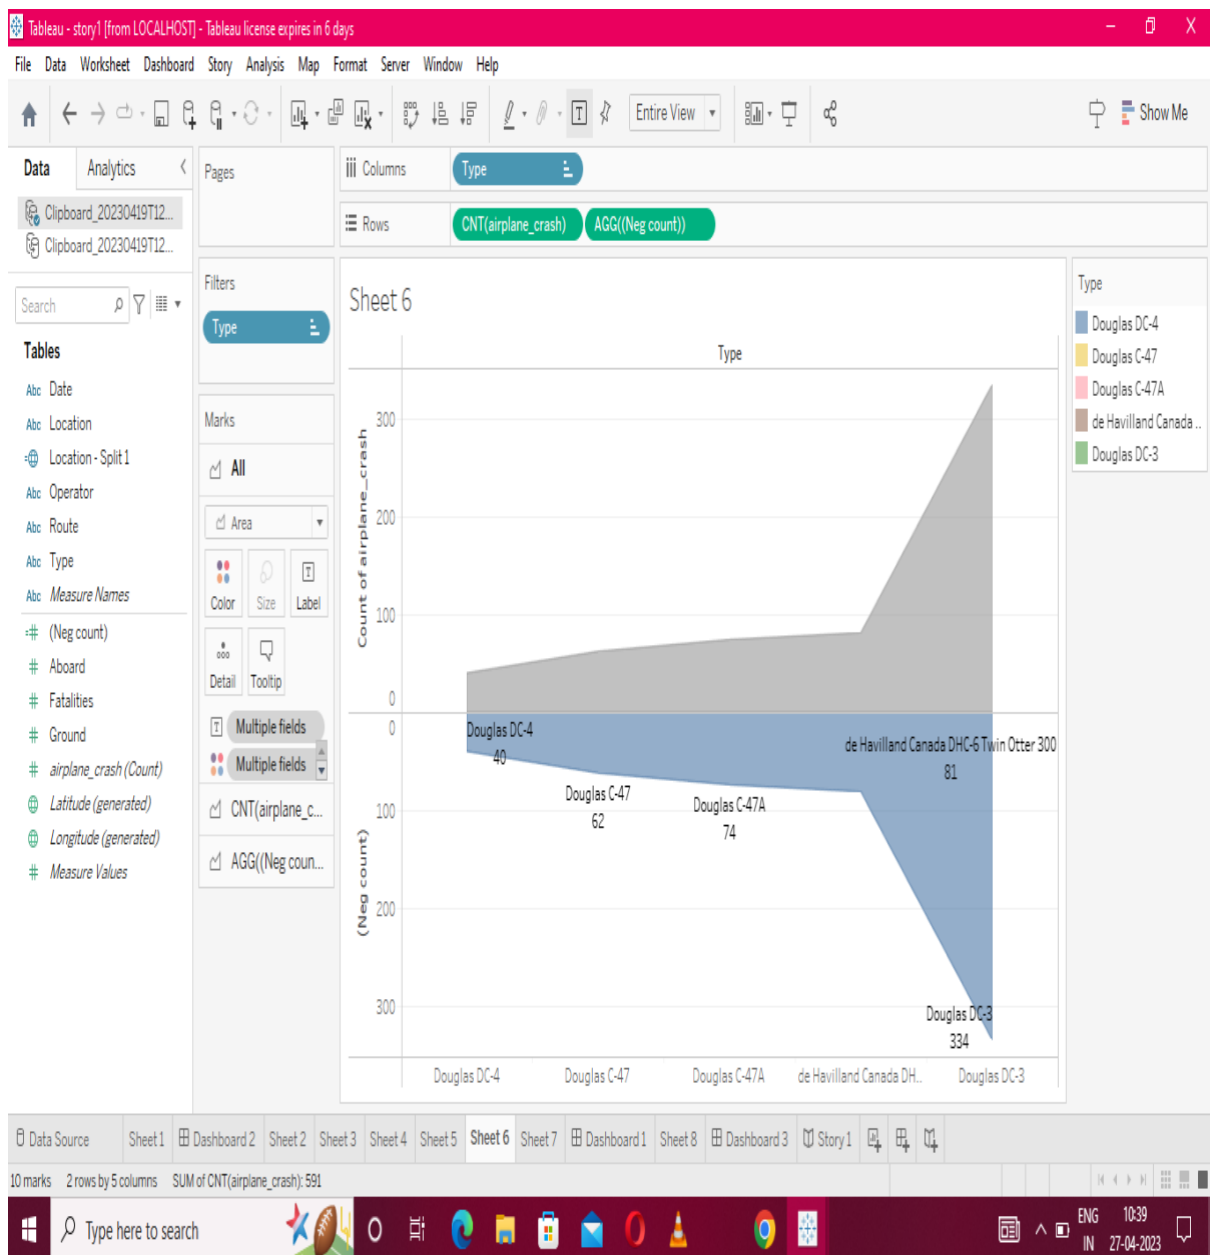 Tableau - story1 [from LOCALHOST] - Tableau license expires in 6 days
File Data Worksheet Dashboard Story Analysis Map Format Server Window Help
Entire View
Show Me
Data Analytics
Clipboard_20230419T12...
Clipboard_20230419T12...
Search
Tables
Abc Date
Abc Location
Location - Split 1
Abc Operator
Abc Route
Abc Type
Abc Measure Names
(Neg count)
Aboard
Fatalities
Ground
airplane_crash (Count)
Latitude (generated)
Longitude (generated)
Measure Values
Pages
Filters
Type
Marks
All
Area
Color Size Label
Detail Tooltip
Multiple fields
Multiple fields
CNT(airplane_c...
AGG((Neg coun...
Columns Type
Rows CNT(airplane_crash) AGG((Neg count))
Sheet 6
Type
Count of airplane_crash
300
200
100
0
(Neg count)
0
100
200
300
Douglas DC-4
40
Douglas C-47
62
Douglas C-47A
74
de Havilland Canada DHC-6 Twin Otter 300
81
Douglas DC-3
334
Douglas DC-4 Douglas C-47 Douglas C-47A de Havilland Canada DH.. Douglas DC-3
Type
Douglas DC-4
Douglas C-47
Douglas C-47A
de Havilland Canada ..
Douglas DC-3
Data Source Sheet 1 Dashboard 2 Sheet 2 Sheet 3 Sheet 4 Sheet 5 Sheet 6 Sheet 7 Dashboard 1 Sheet 8 Dashboard 3 Story 1
10 marks 2 rows by 5 columns SUM of CNT(airplane_crash): 591
Type here to search
ENG
IN
10:39
27-04-2023